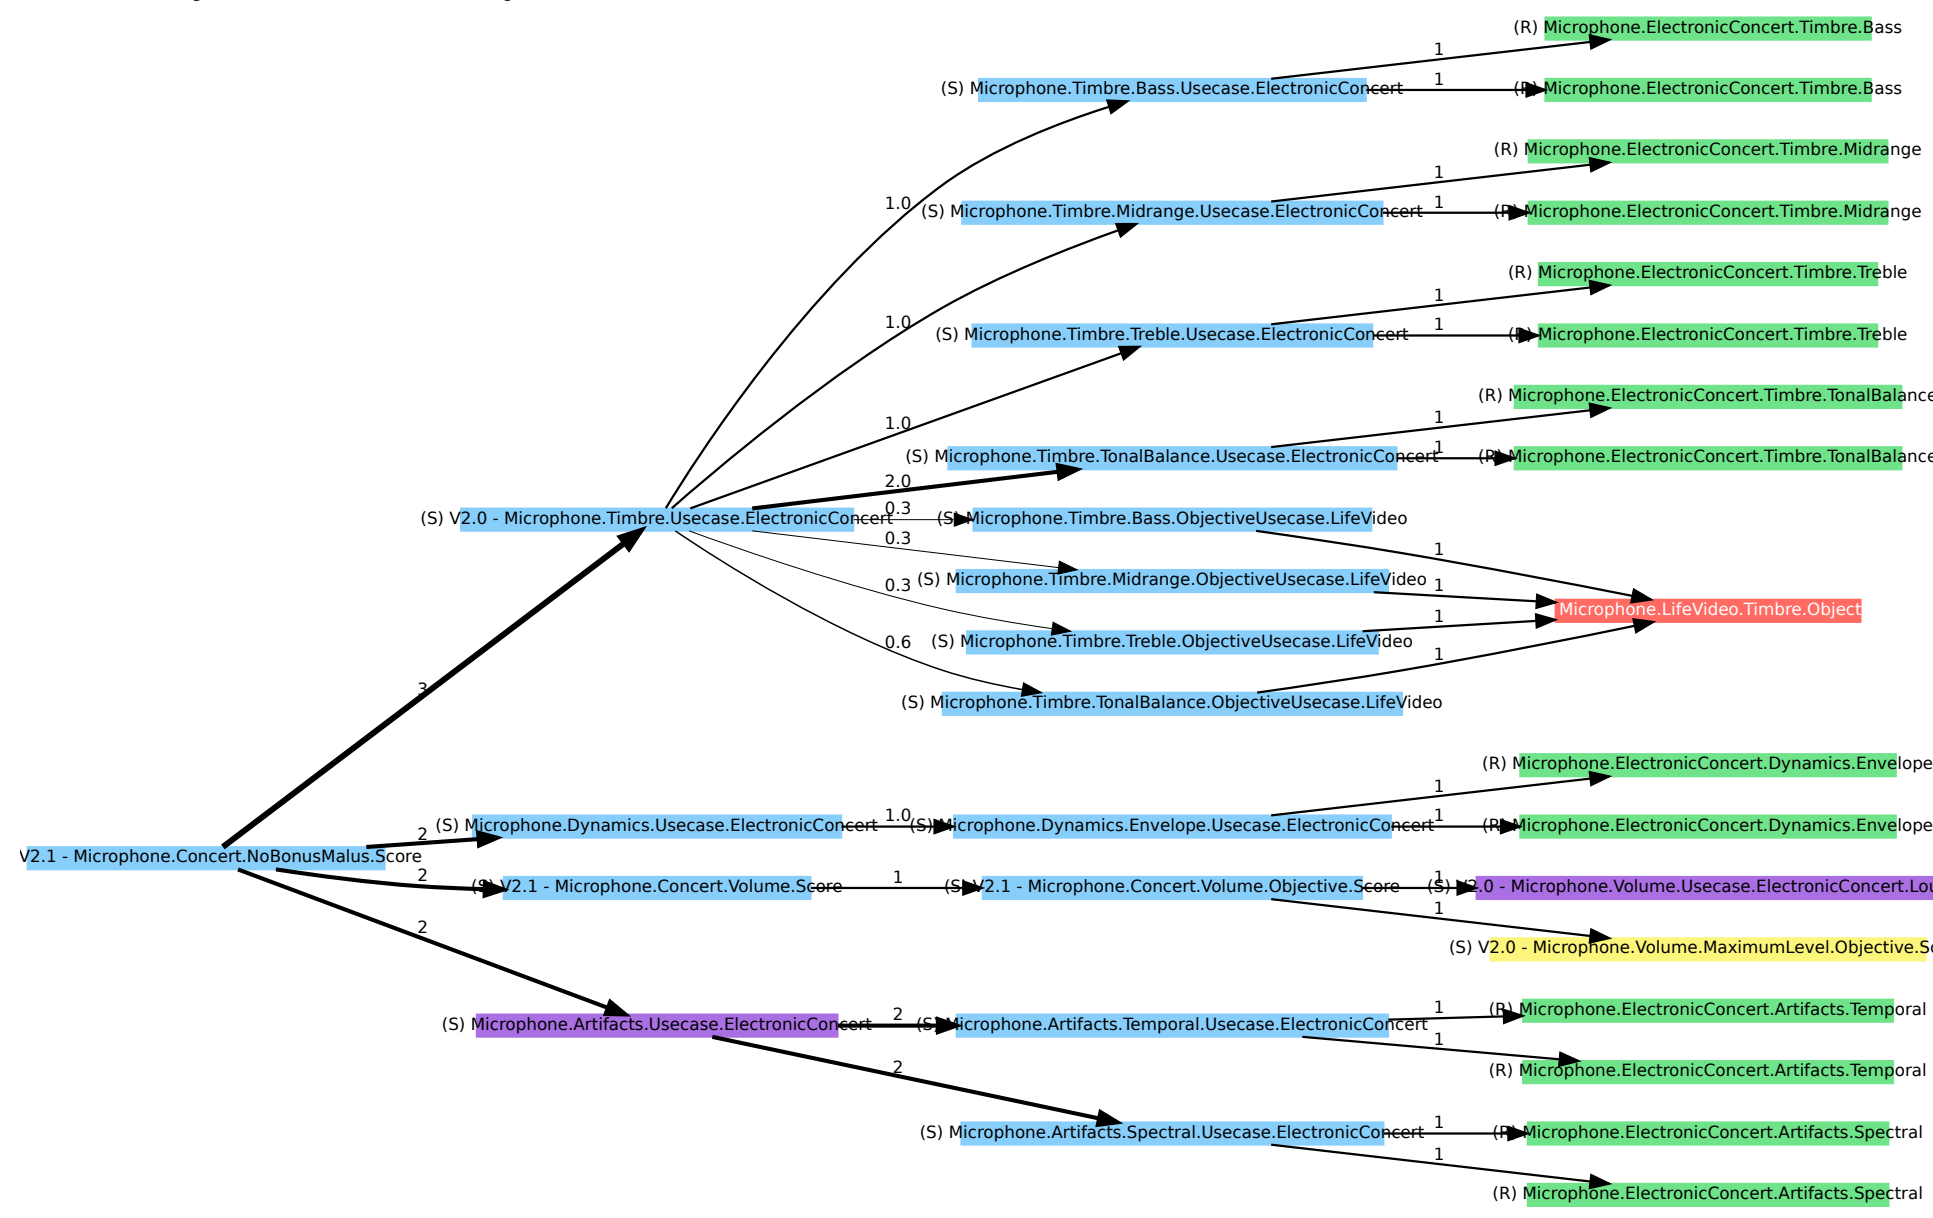 (R) Microphone.ElectronicConcert.Timbre.Bass
1
(S) Microphone.Timbre.Bass.Usecase.ElectronicConcert
1
(R) Microphone.ElectronicConcert.Timbre.Bass
(R) Microphone.ElectronicConcert.Timbre.Midrange
1
1.0
(S) Microphone.Timbre.Midrange.Usecase.ElectronicConcert
1
(R) Microphone.ElectronicConcert.Timbre.Midrange
(R) Microphone.ElectronicConcert.Timbre.Treble
1
1.0
(S) Microphone.Timbre.Treble.Usecase.ElectronicConcert
1
(R) Microphone.ElectronicConcert.Timbre.Treble
(R) Microphone.ElectronicConcert.Timbre.TonalBalance
1
1.0
(S) Microphone.Timbre.TonalBalance.Usecase.ElectronicConcert
1
(R) Microphone.ElectronicConcert.Timbre.TonalBalance
2.0
(S) V2.0 - Microphone.Timbre.Usecase.ElectronicConcert
0.3
(S) Microphone.Timbre.Bass.ObjectiveUsecase.LifeVideo
1
0.3
(S) Microphone.Timbre.Midrange.ObjectiveUsecase.LifeVideo
1
0.3
Microphone.LifeVideo.Timbre.Object
(S) Microphone.Timbre.Treble.ObjectiveUsecase.LifeVideo
1
0.6
1
(S) Microphone.Timbre.TonalBalance.ObjectiveUsecase.LifeVideo
3
(R) Microphone.ElectronicConcert.Dynamics.Envelope
1
(S) Microphone.Dynamics.Usecase.ElectronicConcert
1.0
(S) Microphone.Dynamics.Envelope.Usecase.ElectronicConcert
1
(R) Microphone.ElectronicConcert.Dynamics.Envelope
2
V2.1 - Microphone.Concert.NoBonusMalus.Score
2
(S) V2.1 - Microphone.Concert.Volume.Score
1
(S) V2.1 - Microphone.Concert.Volume.Objective.Score
1
(S) V2.0 - Microphone.Volume.Usecase.ElectronicConcert.Lou
1
2
(S) V2.0 - Microphone.Volume.MaximumLevel.Objective.Sc
(S) Microphone.Artifacts.Usecase.ElectronicConcert
2
(S) Microphone.Artifacts.Temporal.Usecase.ElectronicConcert
1
(R) Microphone.ElectronicConcert.Artifacts.Temporal
1
(R) Microphone.ElectronicConcert.Artifacts.Temporal
2
(S) Microphone.Artifacts.Spectral.Usecase.ElectronicConcert
1
(R) Microphone.ElectronicConcert.Artifacts.Spectral
1
(R) Microphone.ElectronicConcert.Artifacts.Spectral